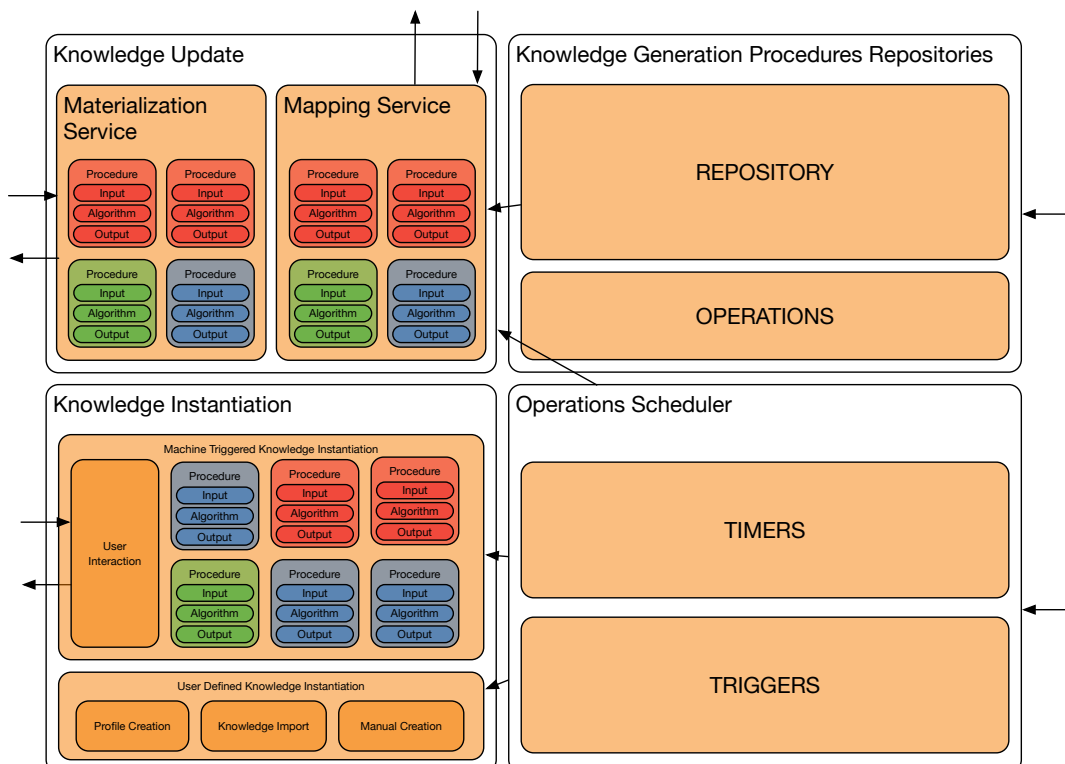 Knowledge Update
Materialization
Service
Procedure
Input
Algorithm
Output
Procedure
Input
Algorithm
Output
Procedure
Input
Algorithm
Output
Procedure
Input
Algorithm
Output
Mapping Service
Procedure
Input
Algorithm
Output
Procedure
Input
Algorithm
Output
Procedure
Input
Algorithm
Output
Procedure
Input
Algorithm
Output
Knowledge Generation Procedures Repositories
REPOSITORY
OPERATIONS
Knowledge Instantiation
Machine Triggered Knowledge Instantiation
User
Interaction
Procedure
Input
Algorithm
Output
Procedure
Input
Algorithm
Output
Procedure
Input
Algorithm
Output
Procedure
Input
Algorithm
Output
Procedure
Input
Algorithm
Output
Procedure
Input
Algorithm
Output
User Defined Knowledge Instantiation
Profile Creation
Knowledge Import
Manual Creation
Operations Scheduler
TIMERS
TRIGGERS